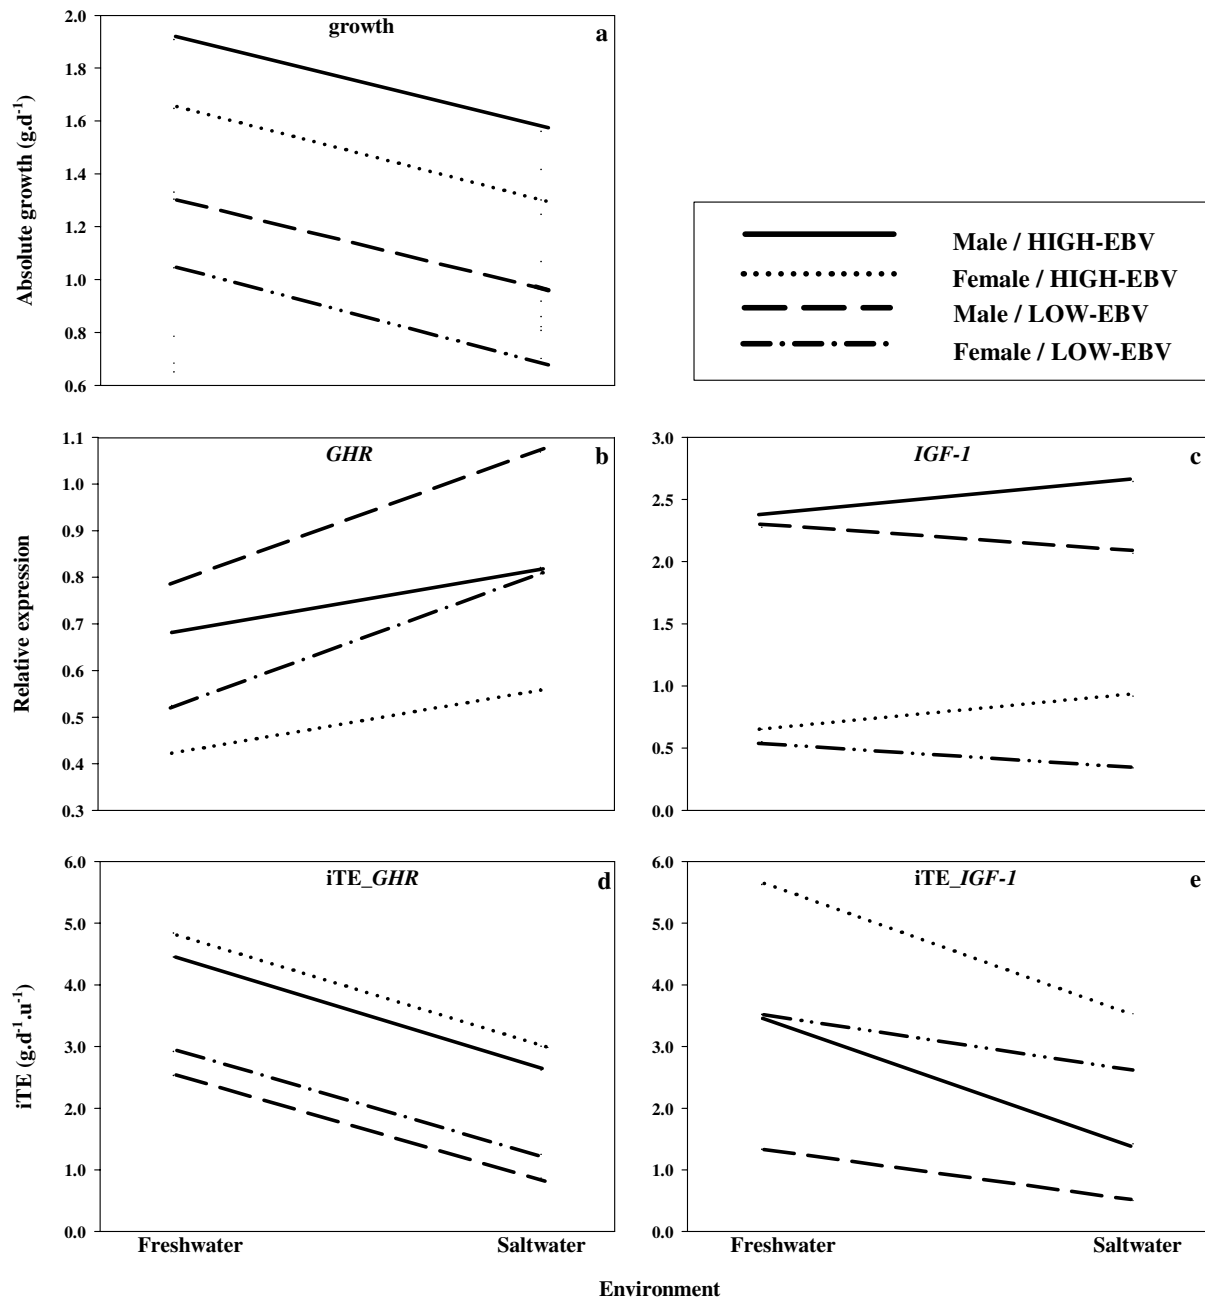 growth
a
Absolute growth (g.d-1)
2.0
1.8
1.6
1.4
1.2
1.0
0.8
0.6
Male / HIGH-EBV
Female / HIGH-EBV
Male / LOW-EBV
Female / LOW-EBV
GHR
b
Relative expression
1.1
1.0
0.9
0.8
0.7
0.6
0.5
0.4
0.3
IGF-1
c
3.0
2.5
2.0
1.5
1.0
0.5
0.0
iTE_GHR
d
iTE (g.d-1.u-1)
6.0
5.0
4.0
3.0
2.0
1.0
0.0
Freshwater
Saltwater
iTE_IGF-1
e
6.0
5.0
4.0
3.0
2.0
1.0
0.0
Freshwater
Saltwater
Environment